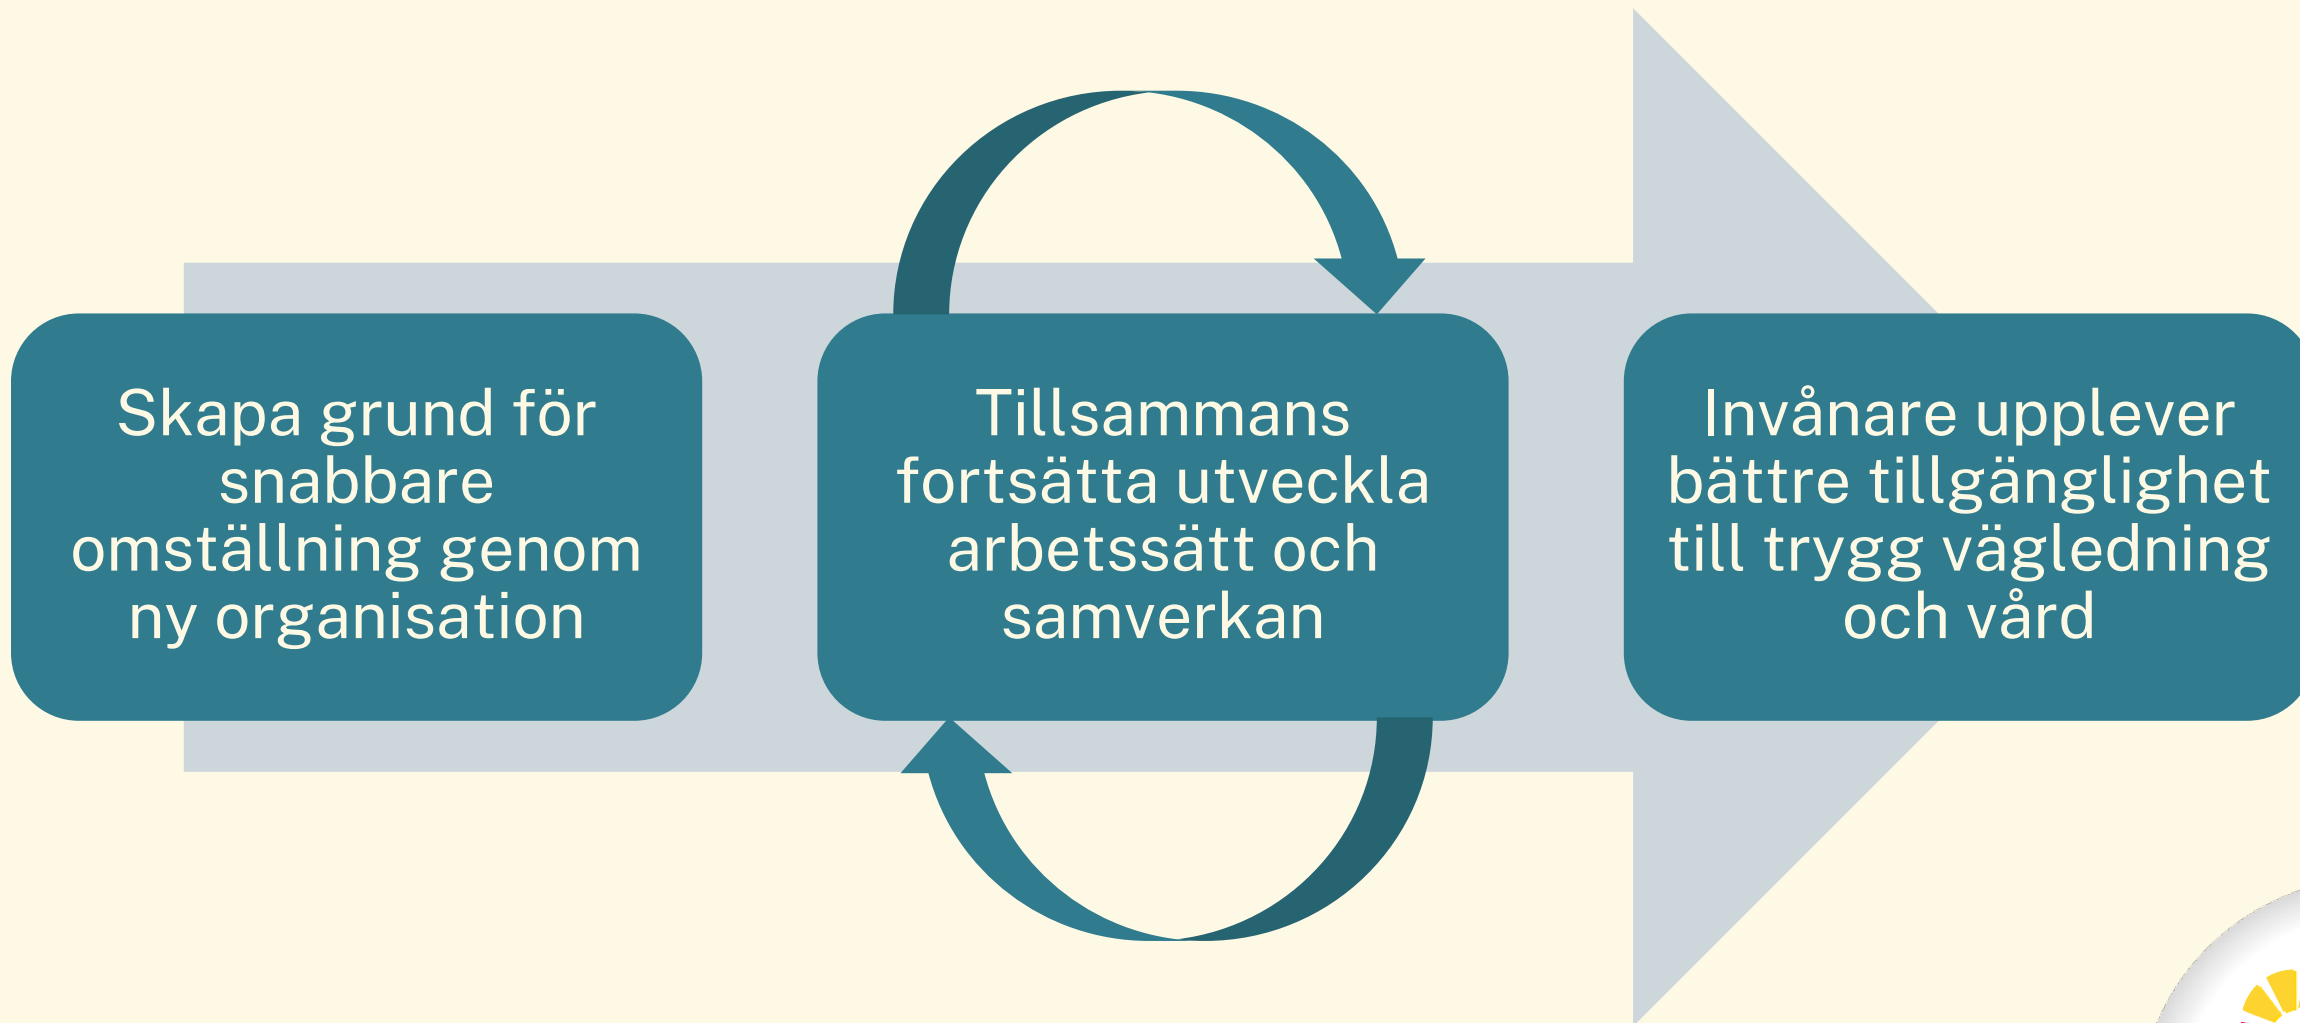 Skapa grund för
snabbare
omställning genom
ny organisation
Tillsammans
fortsätta utveckla
arbetssätt och
samverkan
Invånare upplever
bättre tillgänglighet
till trygg vägledning
och vård